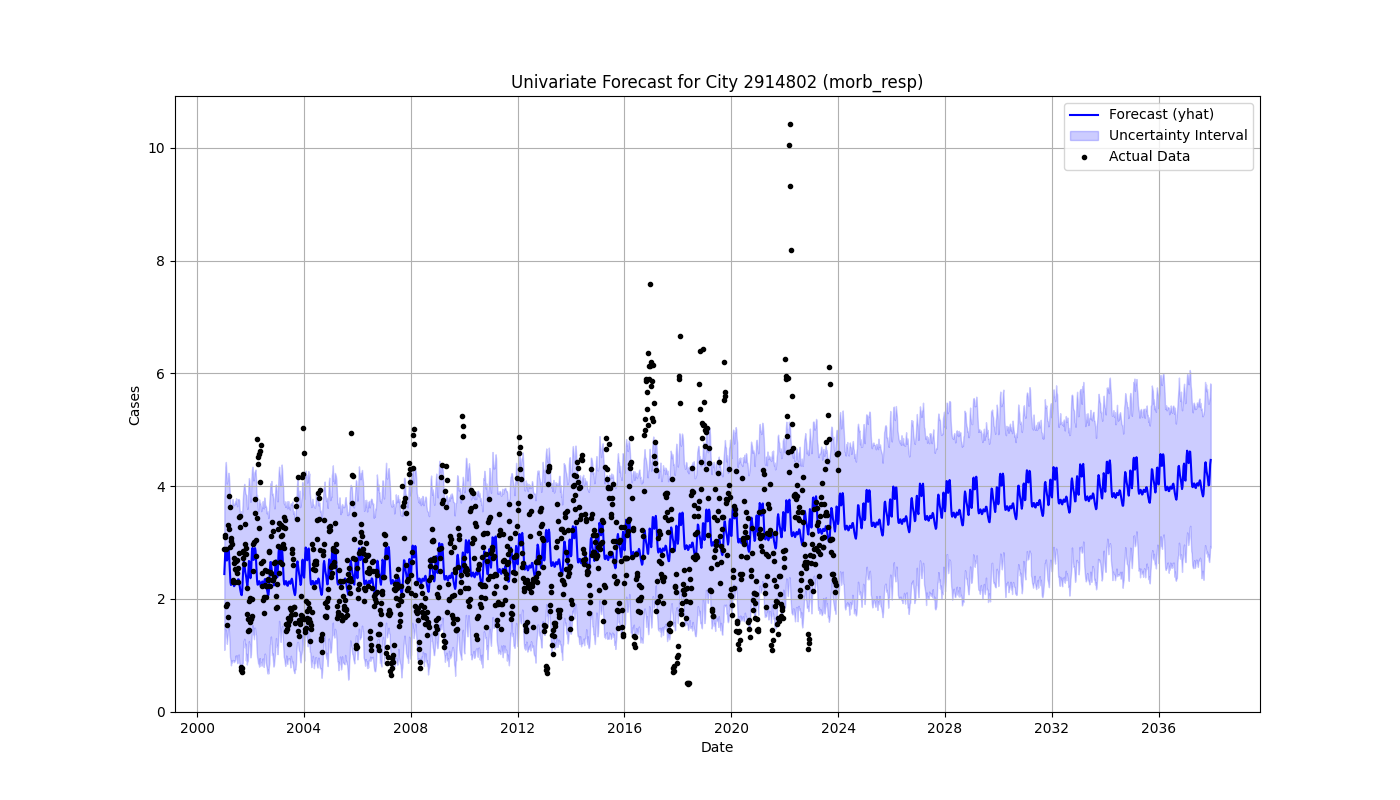 Univariate Forecast for City 2914802 (morb_resp)
Forecast (yhat)
Uncertainty Interval
Actual Data
10
8
6
4
2
0
Cases
2000 2004 2008 2012 2016 2020 2024 2028 2032 2036
Date